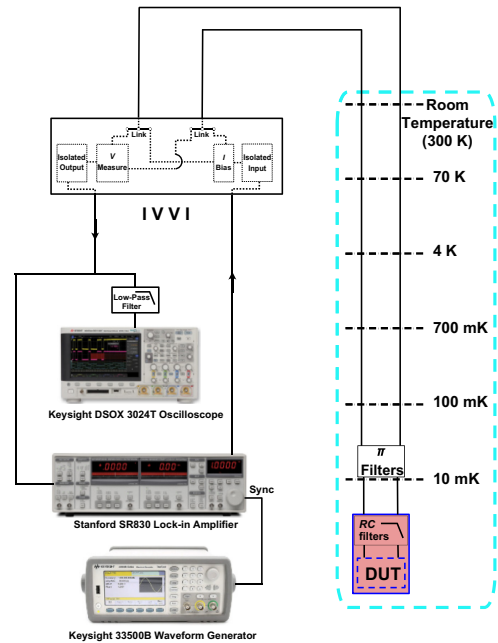 Room
Temperature
(300 K)
Link
Link
Isolated
Output
V
Measure
I
Bias
Isolated
Input
I V V I
70 K
4 K
Low-Pass
Filter
700 mK
Keysight DSOX 3024T Oscilloscope
100 mK
π
Filters
10 mK
Sync
Stanford SR830 Lock-in Amplifier
RC
filters
DUT
Keysight 33500B Waveform Generator